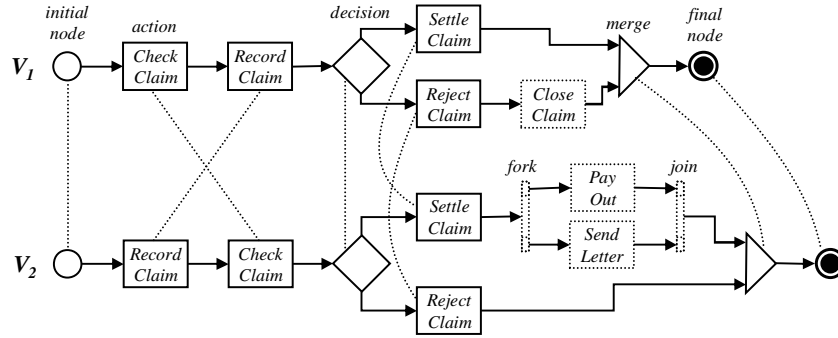 initial
node
action
decision
merge
final
node
V1
Check
Claim
Record
Claim
Settle
Claim
Reject
Claim
Close
Claim
V2
Record
Claim
Check
Claim
Settle
Claim
fork
Pay
Out
Send
Letter
join
Reject
Claim